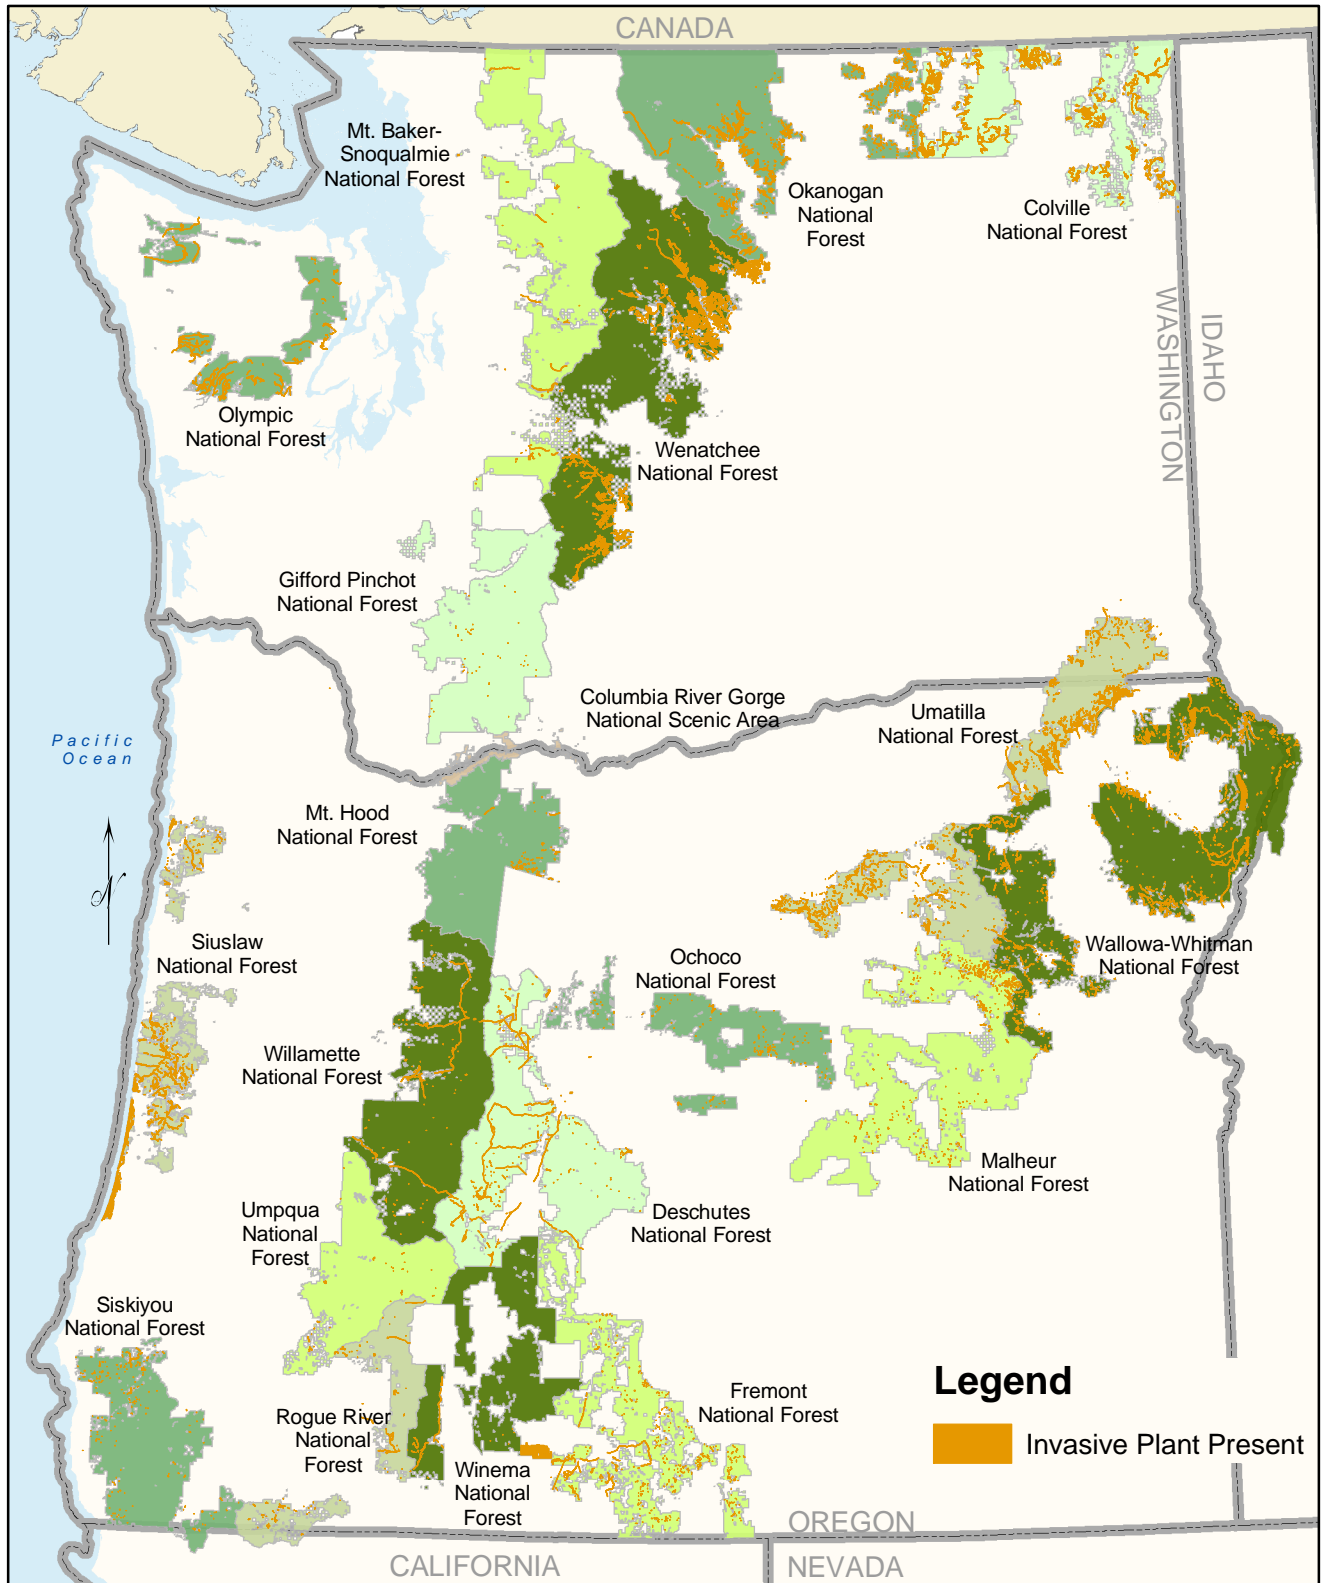 CANADA
Mt. Baker-
Snoqualmie
National Forest
Okanogan
National
Forest
Colville
National Forest
WASHINGTON
IDAHO
Olympic
National Forest
Wenatchee
National Forest
Gifford Pinchot
National Forest
Columbia River Gorge
National Scenic Area
Umatilla
National Forest
Pacific
Ocean
Mt. Hood
National Forest
N
Siuslaw
National Forest
Ochoco
National Forest
Wallowa-Whitman
National Forest
Willamette
National Forest
Malheur
National Forest
Umpqua
National
Forest
Deschutes
National Forest
Siskiyou
National Forest
Rogue River
National
Forest
Fremont
National Forest
Winema
National
Forest
Legend
Invasive Plant Present
OREGON
CALIFORNIA
NEVADA